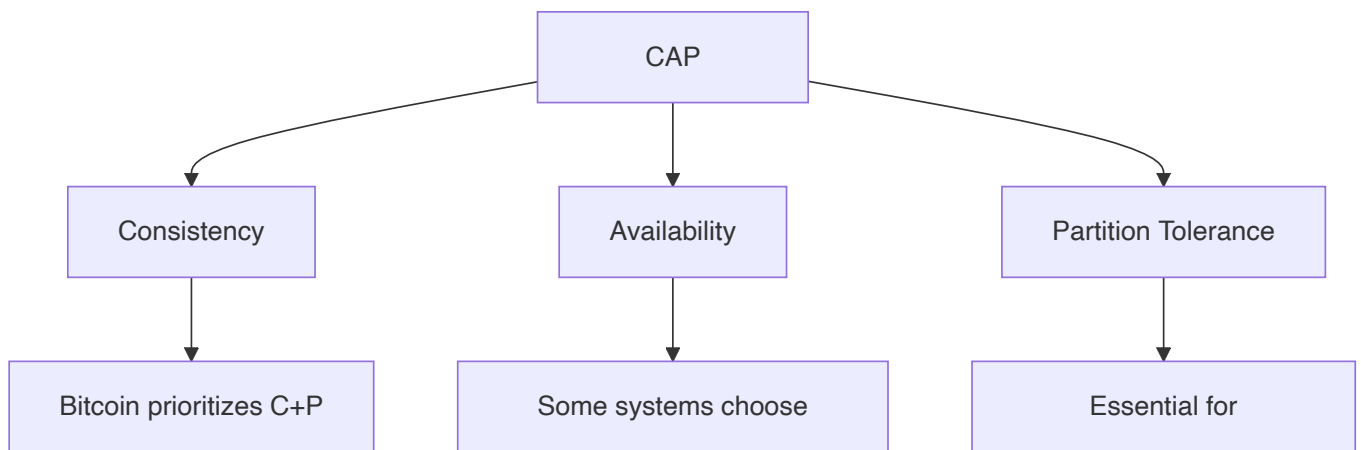 CAP
Consistency
Availability
Partition Tolerance
Bitcoin prioritizes C+P
Some systems choose
Essential for